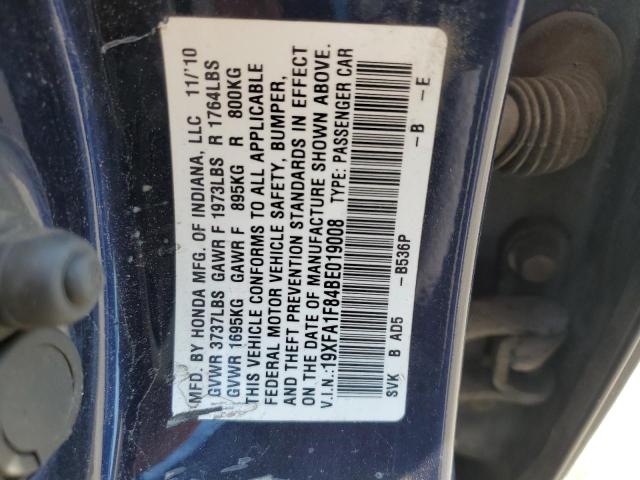 MFD. BY HONDA MFG. OF INDIANA, LLC 11/'10
GVWR 3737LBS GAWR F 1973LBS R 1764LBS
GVWR 1695KG GAWR F 895KG R 800KG
THIS VEHICLE CONFORMS TO ALL APPLICABLE
FEDERAL MOTOR VEHICLE SAFETY, BUMPER,
AND THEFT PREVENTION STANDARDS IN EFFECT
ON THE DATE OF MANUFACTURE SHOWN ABOVE.
V.I.N.:19XFA1F84BE019008 TYPE: PASSENGER CAR
-B536P -B -E
SVK B AD5